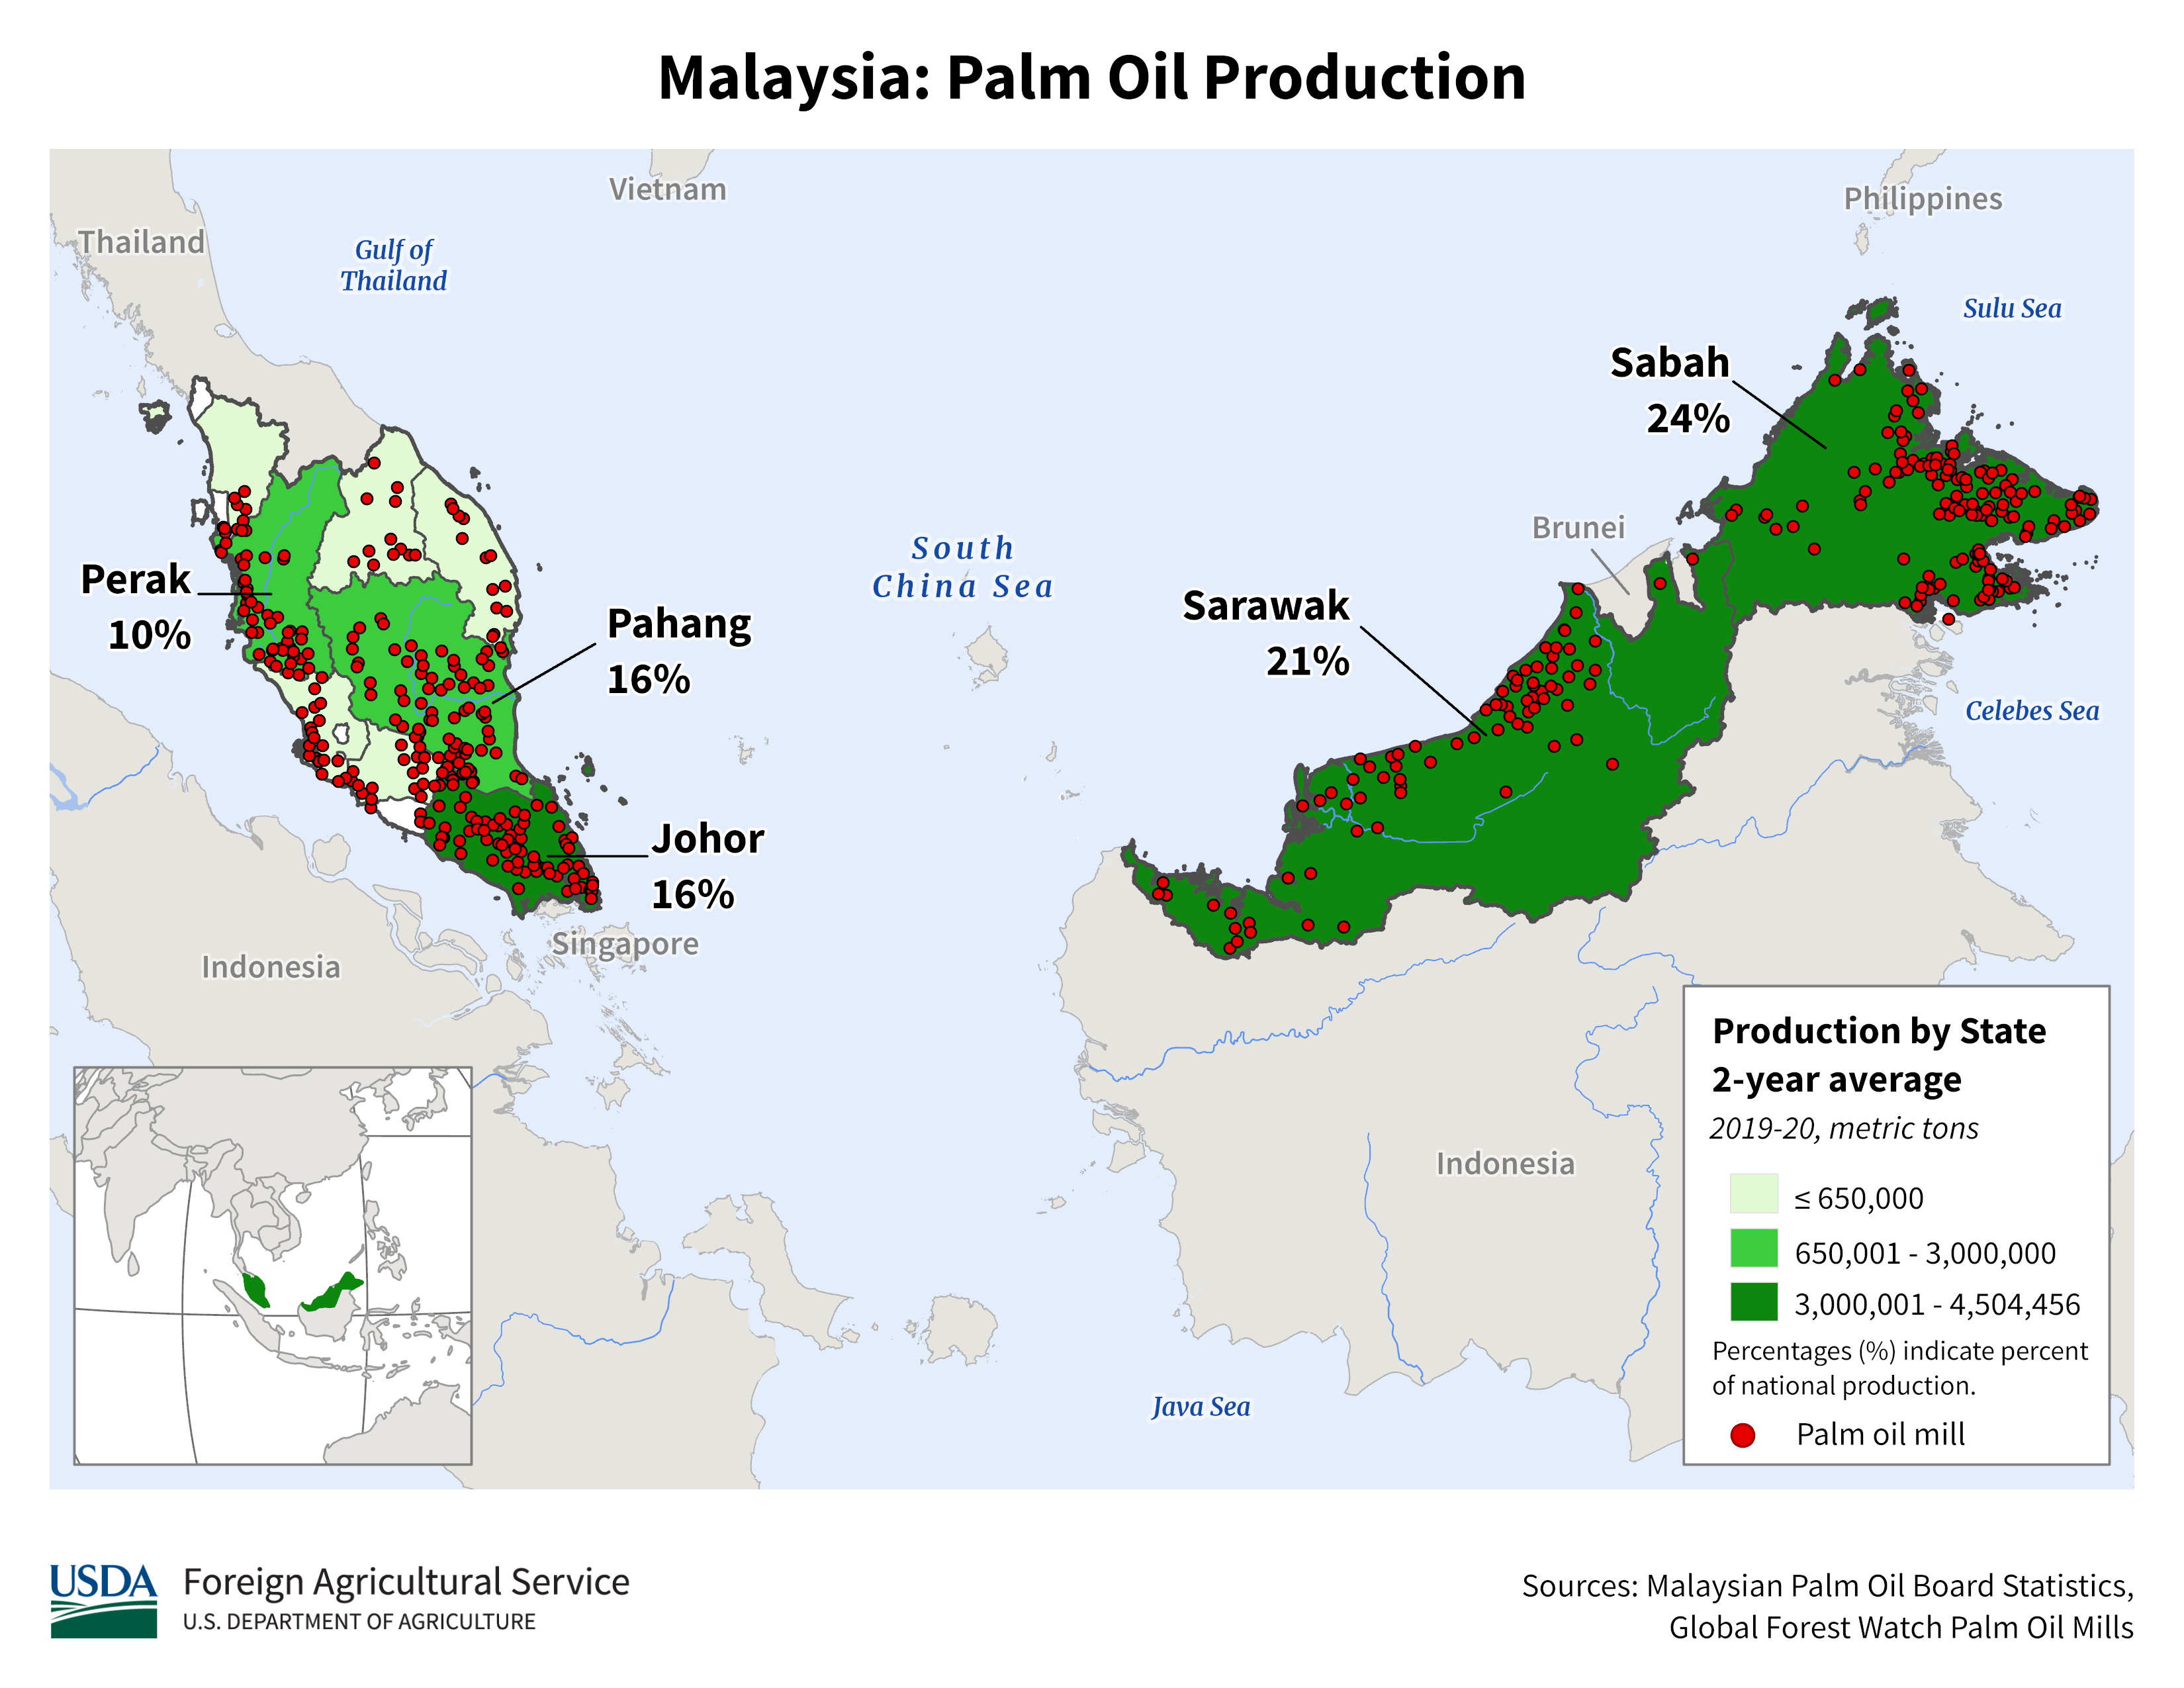 Malaysia: Palm Oil Production
Vietnam
Philippines
Thailand
Gulf of
Thailand
Sulu Sea
Sabah
24%
Brunei
South
China Sea
Perak
10%
Sarawak
21%
Pahang
16%
Celebes Sea
Johor
16%
Singapore
Indonesia
Production by State
2-year average
2019-20, metric tons
Indonesia
≤ 650,000
650,001 - 3,000,000
3,000,001 - 4,504,456
Percentages (%) indicate percent
of national production.
Java Sea
Palm oil mill
USDA
Foreign Agricultural Service
U.S. DEPARTMENT OF AGRICULTURE
Sources: Malaysian Palm Oil Board Statistics,
Global Forest Watch Palm Oil Mills